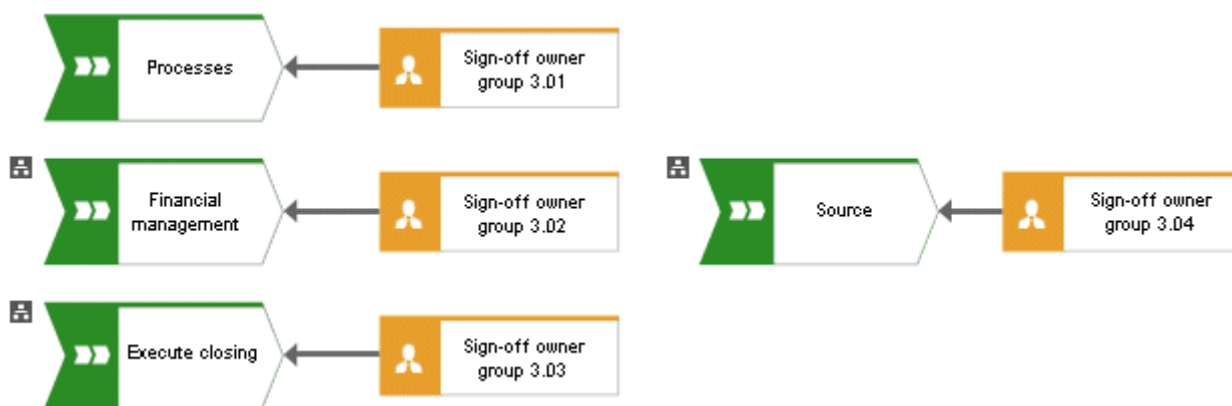 Processes
Sign-off owner
group 3.01
Financial
management
Sign-off owner
group 3.02
Source
Sign-off owner
group 3.04
Execute closing
Sign-off owner
group 3.03